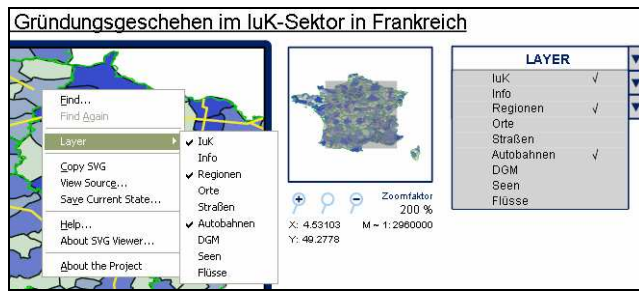 Gründungsgeschehen im IuK-Sektor in Frankreich
Find...
Find Again
Layer
Copy SVG
View Source...
Save Current State...
Help...
About SVG Viewer...
About the Project
✓ IuK
Info
✓ Regionen
Orte
Straßen
✓ Autobahnen
DGM
Seen
Flüsse
Zoomfaktor
200 %
X: 4.53103 M ~ 1:2960000
Y: 49.2778
LAYER
IuK √
Info
Regionen √
Orte
Straßen
Autobahnen √
DGM
Seen
Flüsse